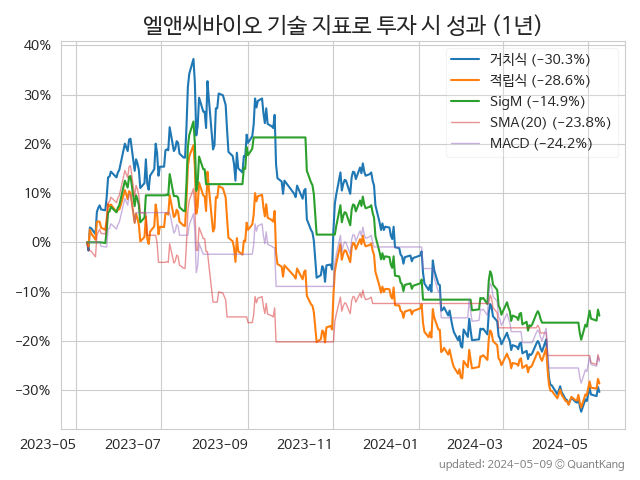 엘앤씨바이오 기술 지표로 투자 시 성과 (1년)
40%
30%
20%
10%
0%
−10%
−20%
−30%
거치식 (−30.3%)
적립식 (−28.6%)
SigM (−14.9%)
SMA(20) (−23.8%)
MACD (−24.2%)
2023-05 2023-07 2023-09 2023-11 2024-01 2024-03 2024-05
updated: 2024-05-09 © QuantKang